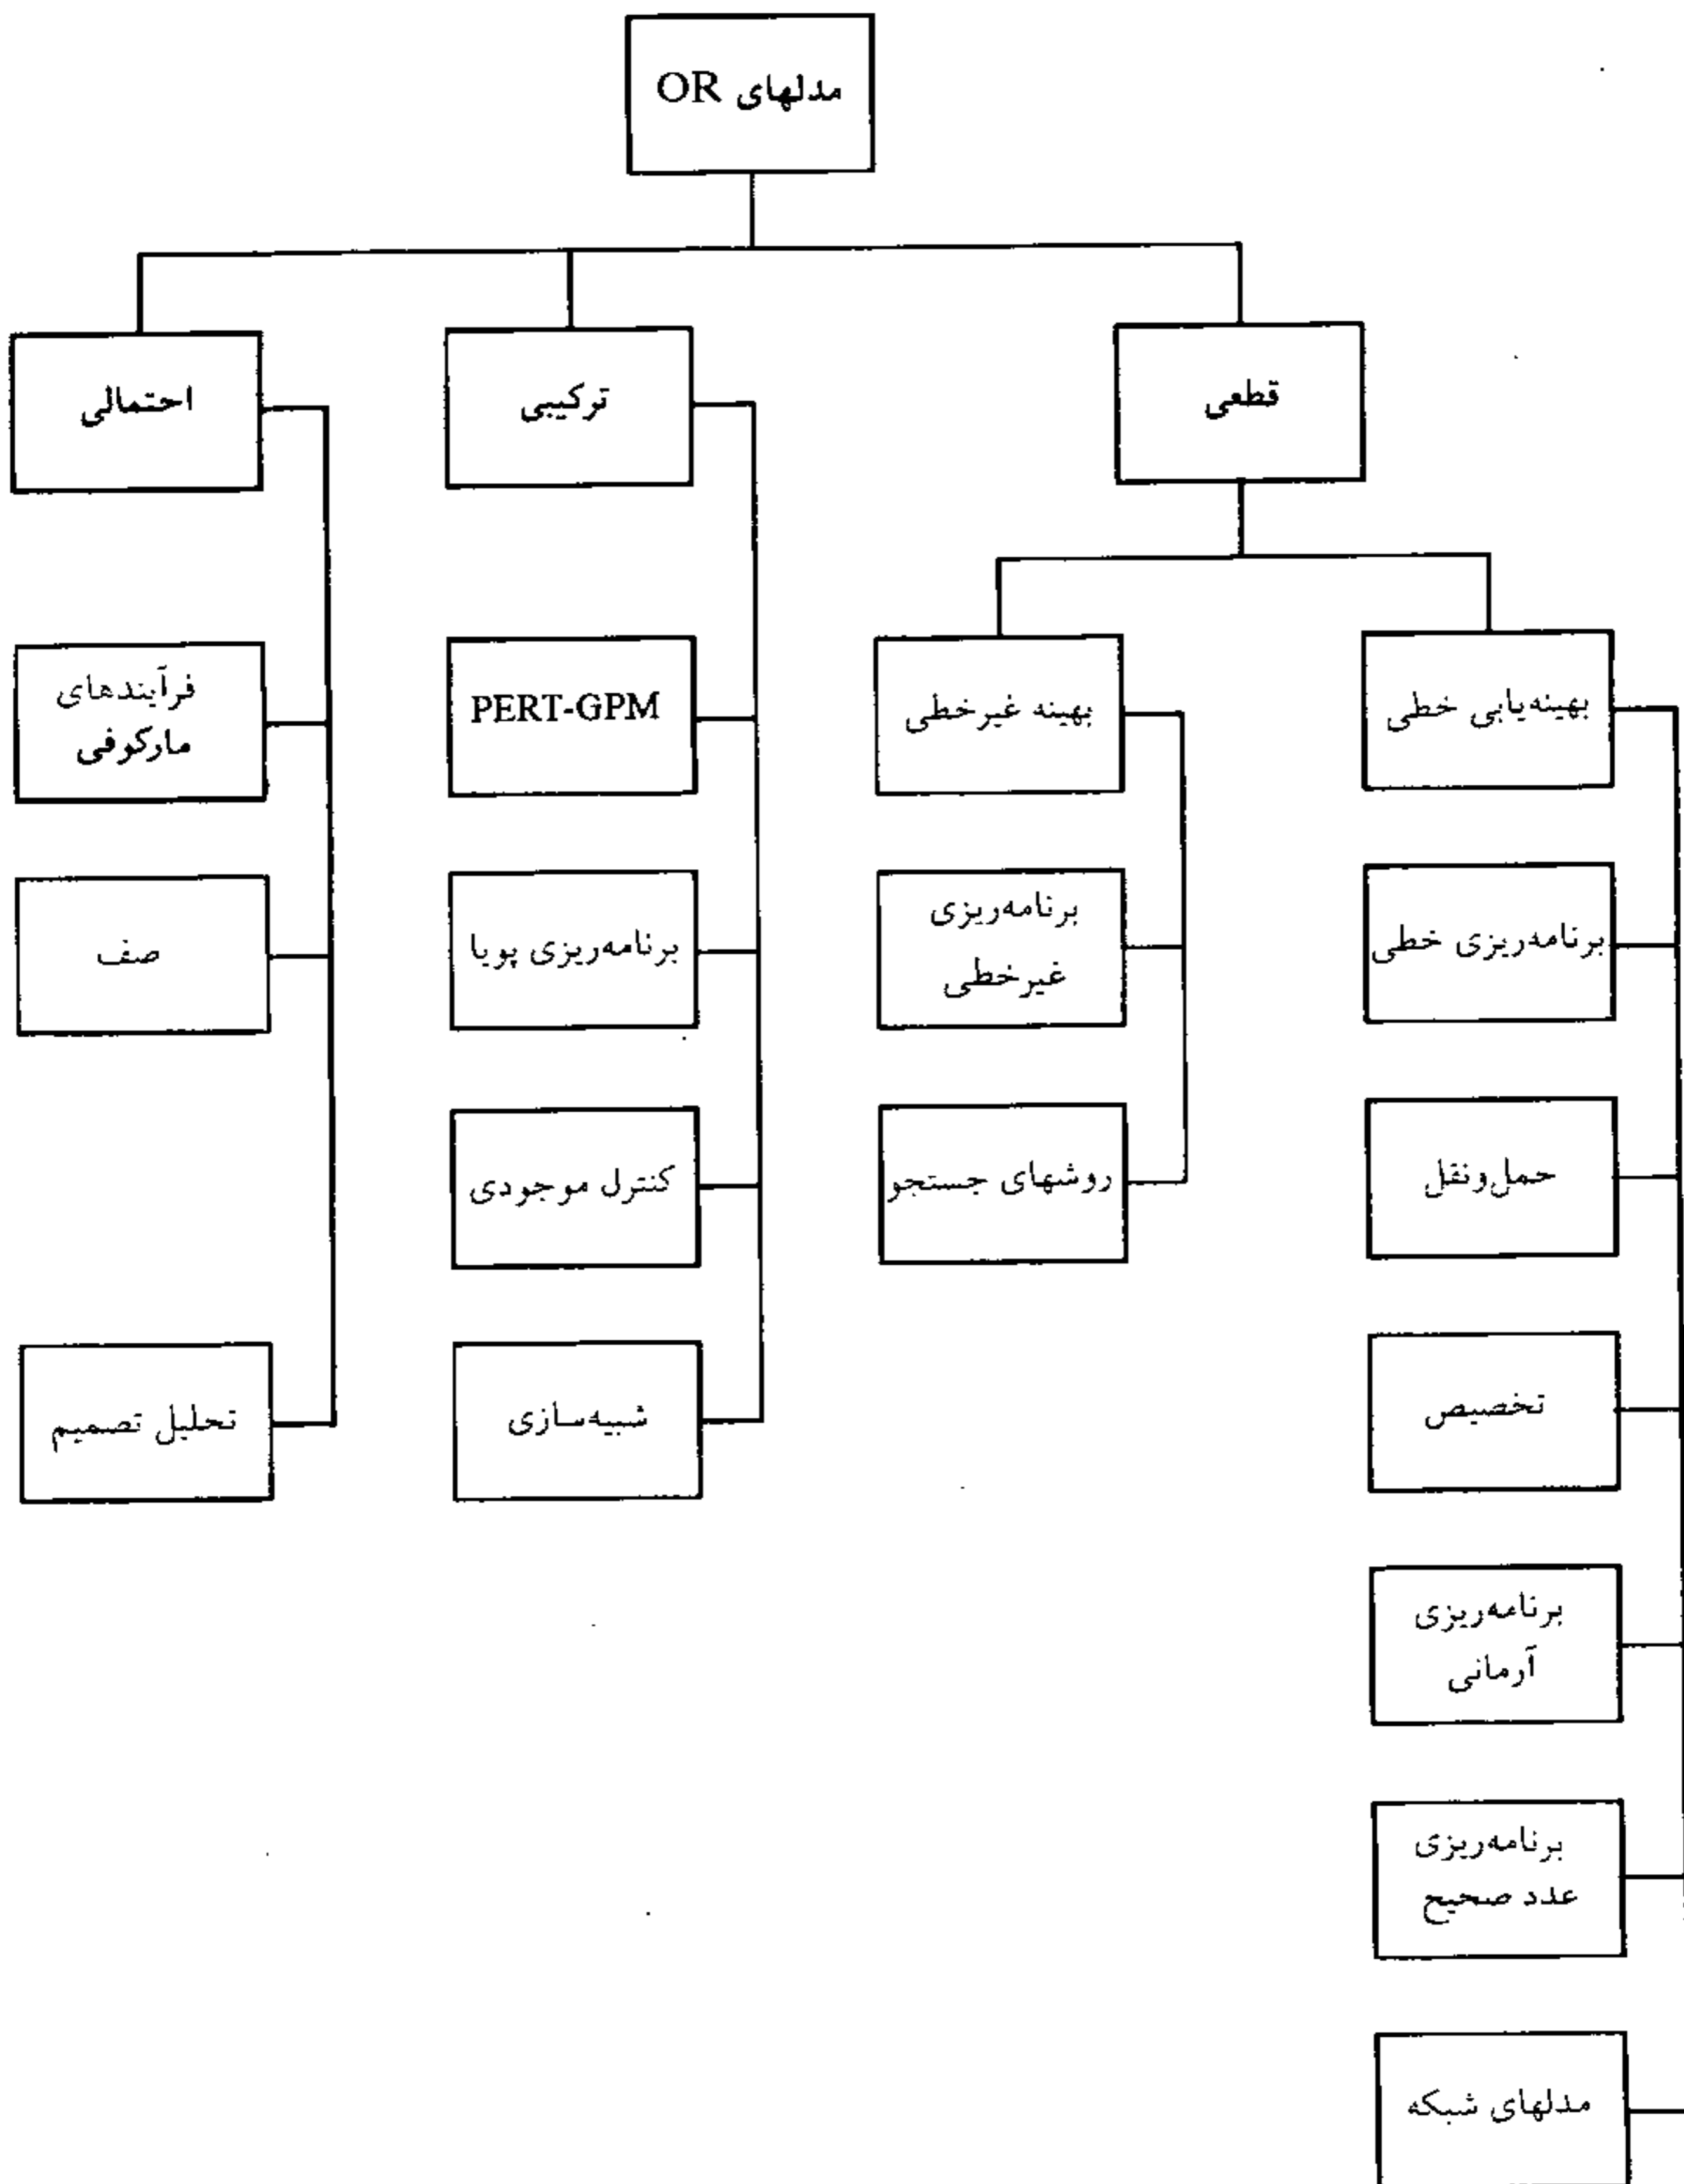 مدلهای OR
قطعی
ترکیبی
احتمالی
بهینه‌یابی خطی
بهینه غیرخطی
PERT-GPM
فرآیندهای
مارکوفی
برنامه‌ریزی خطی
برنامه‌ریزی
غیرخطی
برنامه‌ریزی پویا
صف
حمل‌ونقل
روشهای جستجو
کنترل موجودی
تخصیص
شبیه‌سازی
تحلیل تصمیم
برنامه‌ریزی
آرمانی
برنامه‌ریزی
عدد صحیح
مدلهای شبکه